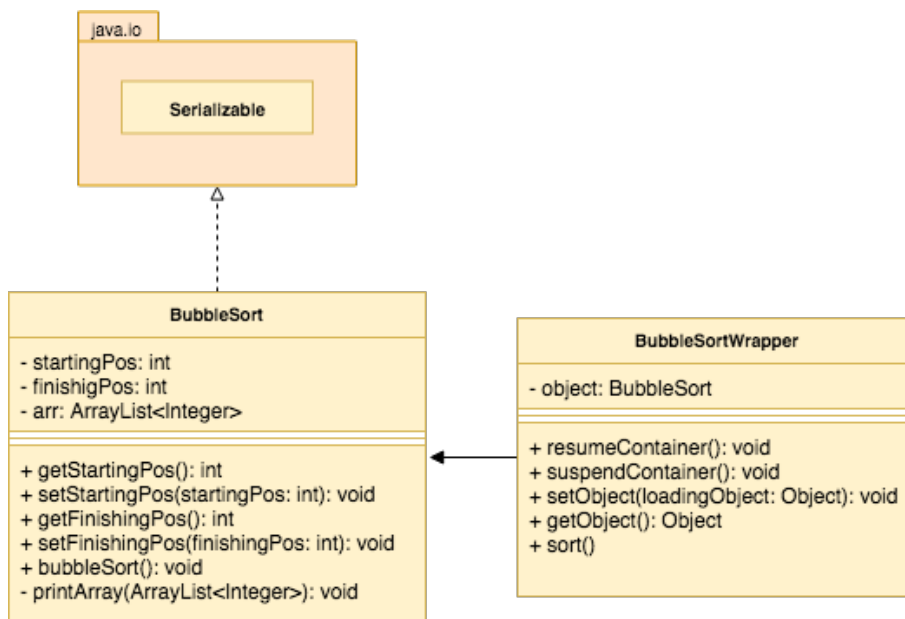 java.io
Serializable
BubbleSort
- startingPos: int
- finishigPos: int
- arr: ArrayList<Integer>
+ getStartingPos(): int
+ setStartingPos(startingPos: int): void
+ getFinishingPos(): int
+ setFinishingPos(finishingPos: int): void
+ bubbleSort(): void
- printArray(ArrayList<Integer>): void
BubbleSortWrapper
- object: BubbleSort
+ resumeContainer(): void
+ suspendContainer(): void
+ setObject(loadingObject: Object): void
+ getObject(): Object
+ sort()